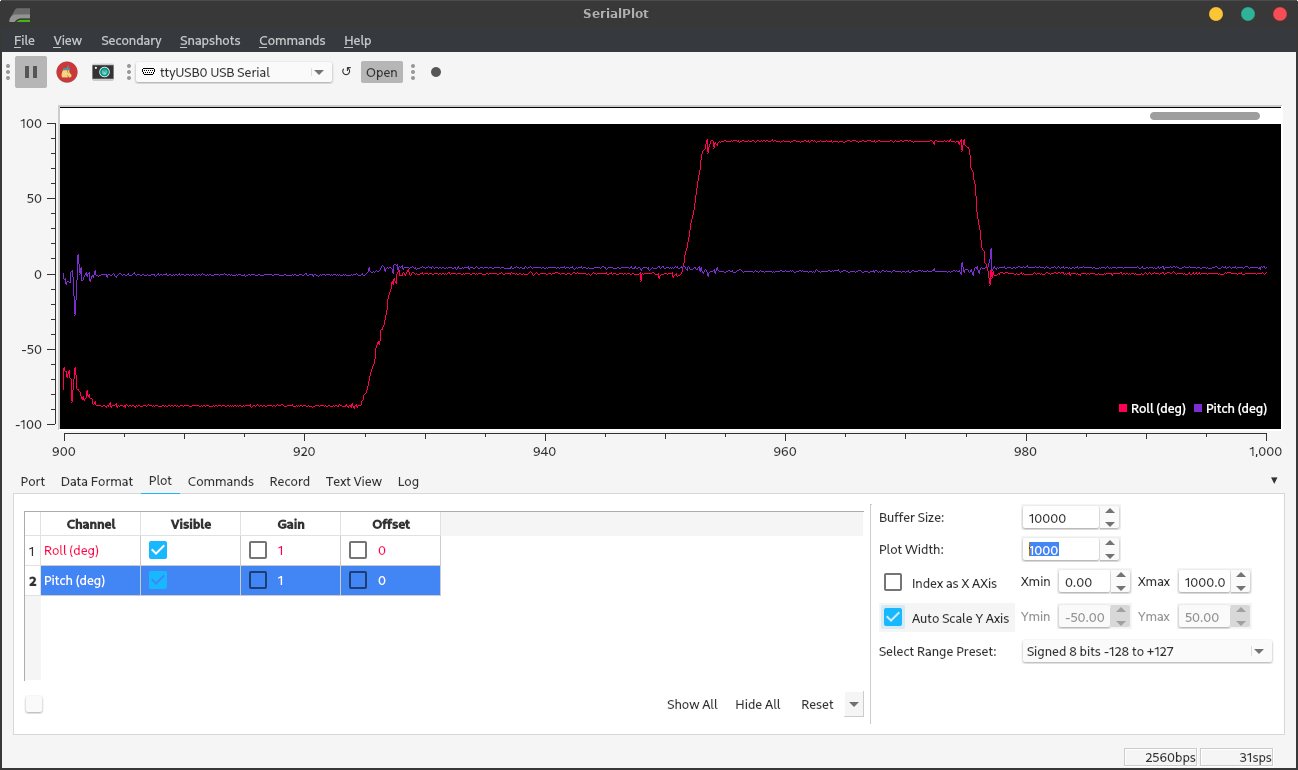 SerialPlot
File View Secondary Snapshots Commands Help
ttyUSB0 USB Serial Open
100
50
0
-50
-100
Roll (deg) Pitch (deg)
900 920 940 960 980 1,000
Port Data Format Plot Commands Record Text View Log
Channel Visible Gain Offset
1 Roll (deg) 1 0
2 Pitch (deg) 1 0
Show All Hide All Reset
Buffer Size: 10000
Plot Width: 1000
Index as X AXis Xmin 0.00 Xmax 1000.0
Auto Scale Y Axis Ymin -50.00 Ymax 50.00
Select Range Preset: Signed 8 bits -128 to +127
2560bps 31sps